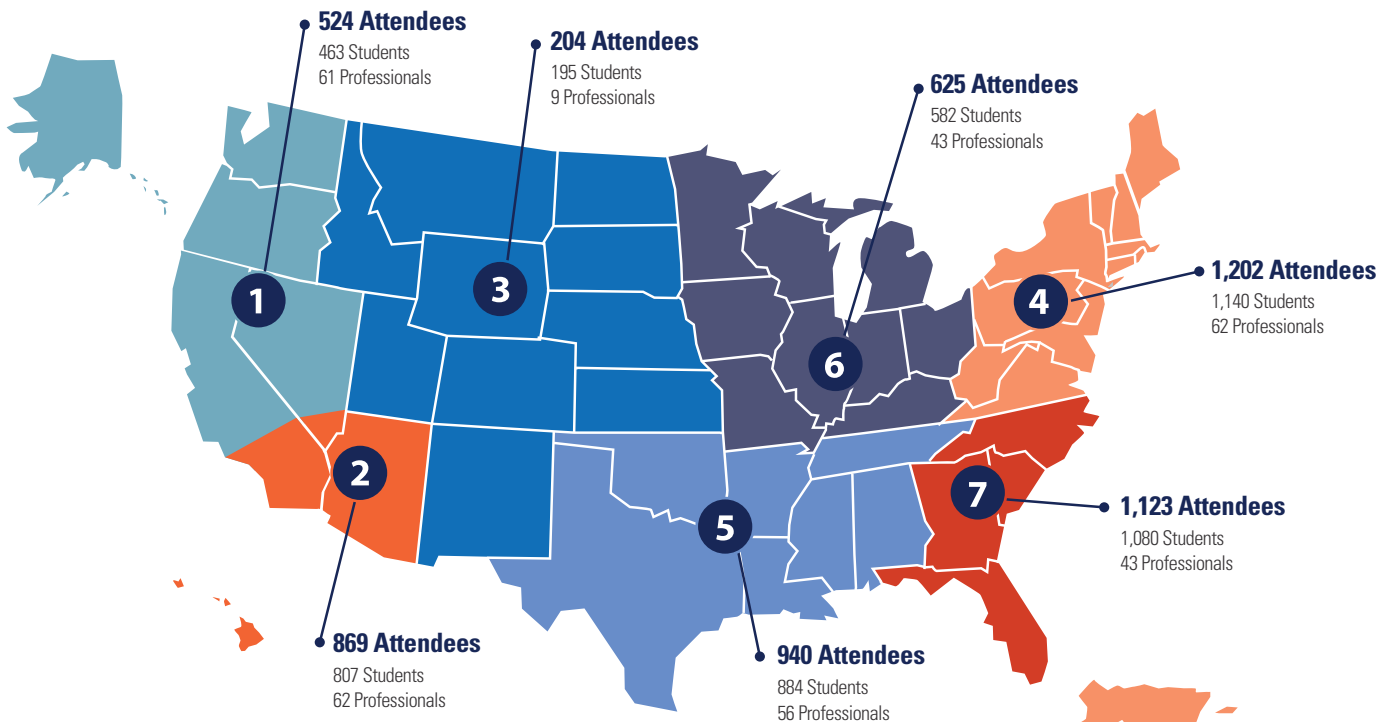 524 Attendees
463 Students
61 Professionals
204 Attendees
195 Students
9 Professionals
625 Attendees
582 Students
43 Professionals
1
3
4
1,202 Attendees
1,140 Students
62 Professionals
6
2
7
1,123 Attendees
1,080 Students
43 Professionals
5
869 Attendees
807 Students
62 Professionals
940 Attendees
884 Students
56 Professionals